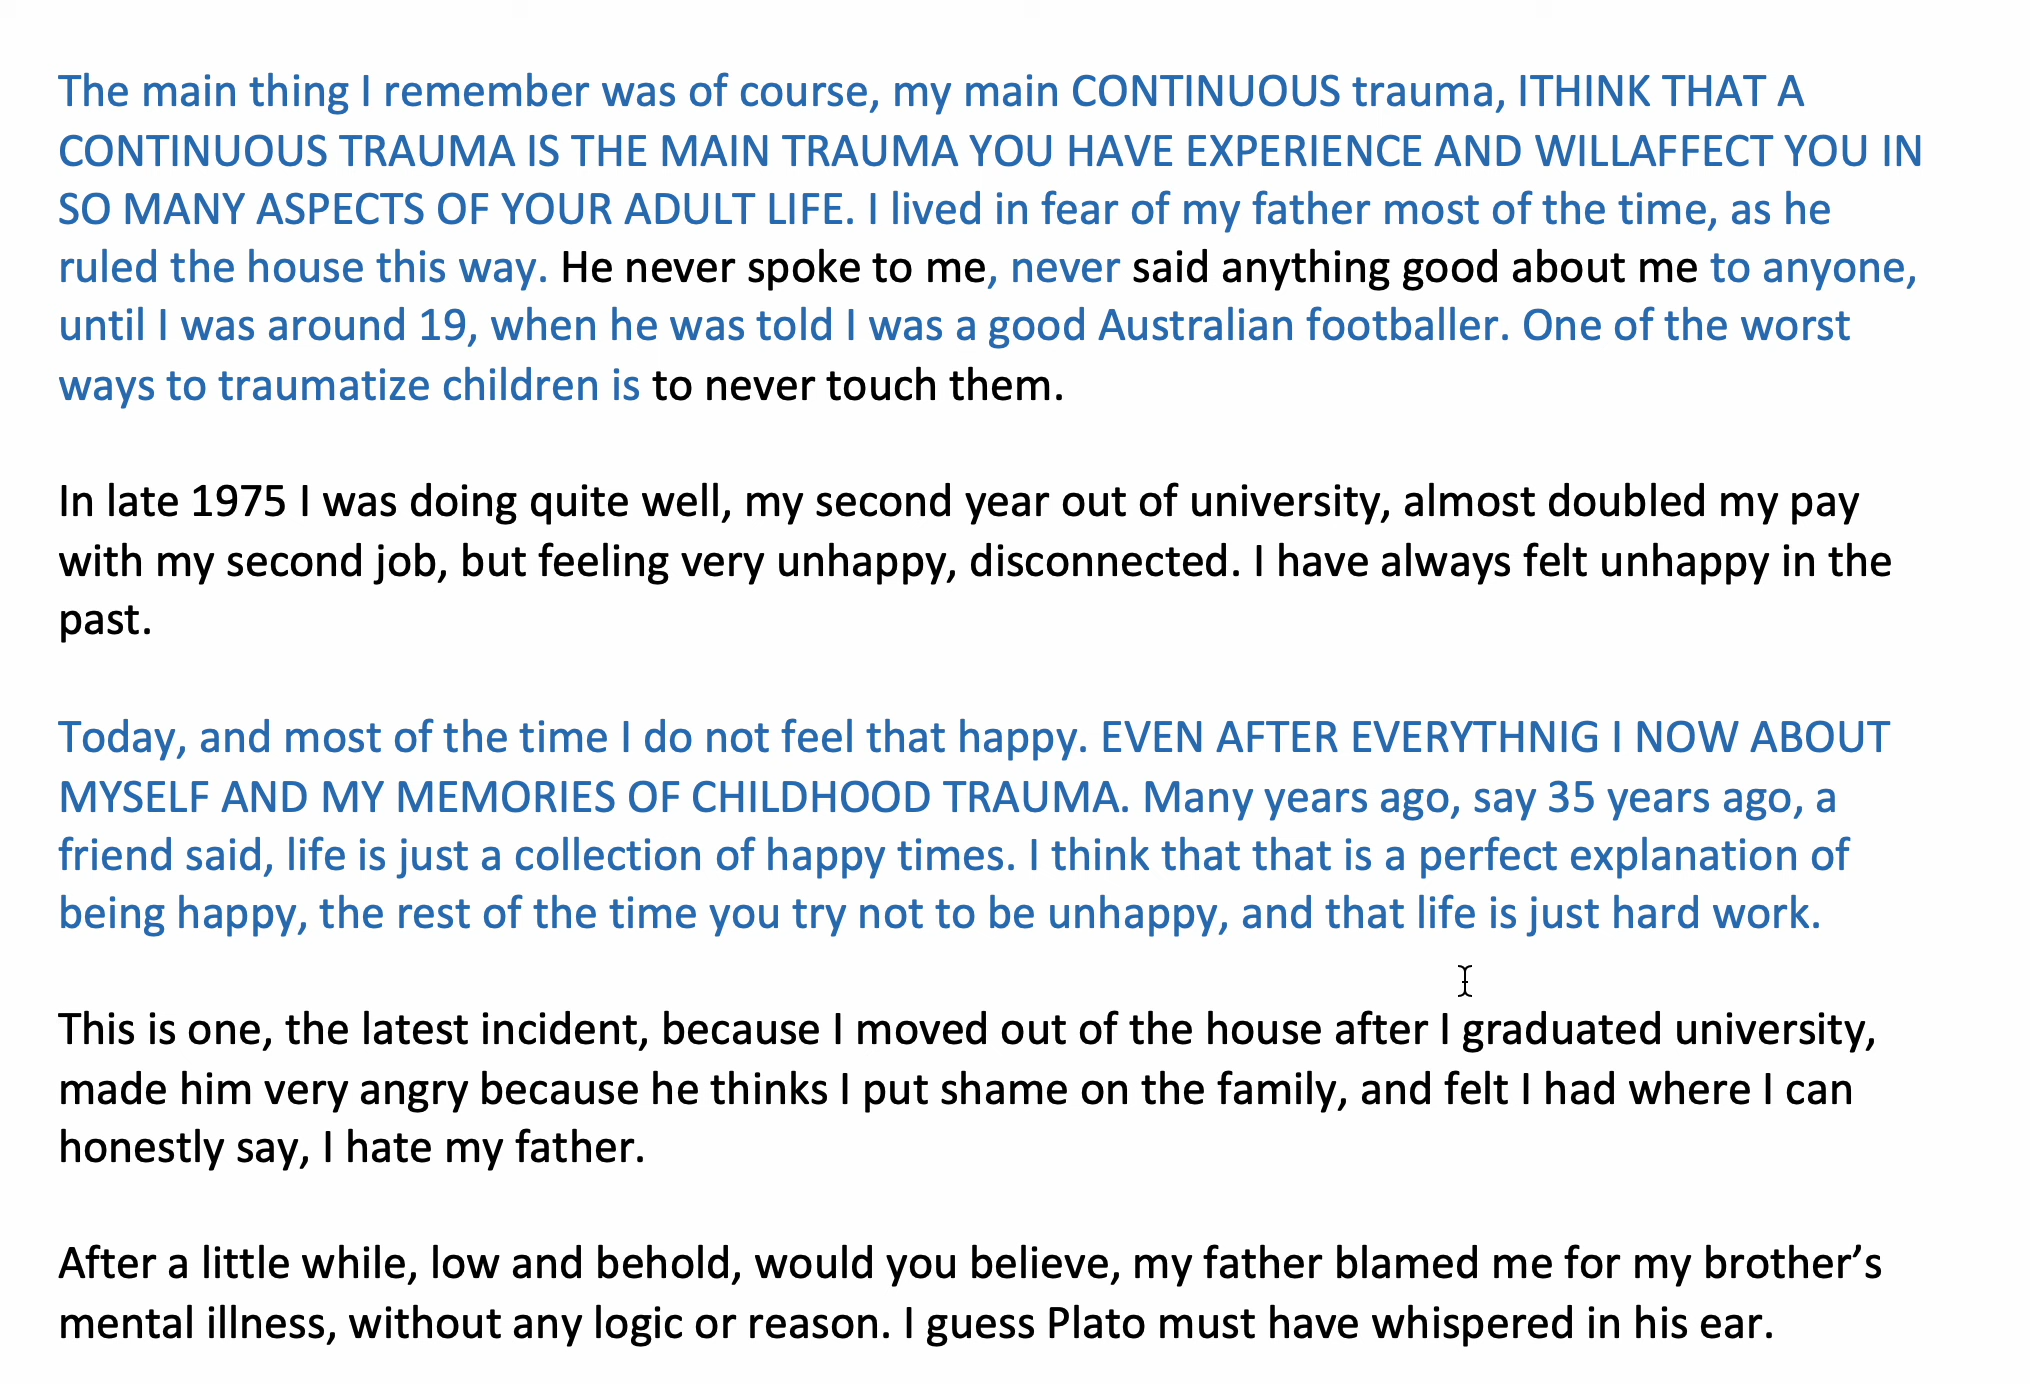 The main thing I remember was of course, my main CONTINUOUS trauma, ITHINK THAT A
CONTINUOUS TRAUMA IS THE MAIN TRAUMA YOU HAVE EXPERIENCE AND WILLAFFECT YOU IN
SO MANY ASPECTS OF YOUR ADULT LIFE. I lived in fear of my father most of the time, as he
ruled the house this way. He never spoke to me, never said anything good about me to anyone,
until I was around 19, when he was told I was a good Australian footballer. One of the worst
ways to traumatize children is to never touch them.
In late 1975 I was doing quite well, my second year out of university, almost doubled my pay
with my second job, but feeling very unhappy, disconnected. I have always felt unhappy in the
past.
Today, and most of the time I do not feel that happy. EVEN AFTER EVERYTHNIG I NOW ABOUT
MYSELF AND MY MEMORIES OF CHILDHOOD TRAUMA. Many years ago, say 35 years ago, a
friend said, life is just a collection of happy times. I think that that is a perfect explanation of
being happy, the rest of the time you try not to be unhappy, and that life is just hard work.
This is one, the latest incident, because I moved out of the house after I graduated university,
made him very angry because he thinks I put shame on the family, and felt I had where I can
honestly say, I hate my father.
After a little while, low and behold, would you believe, my father blamed me for my brother’s
mental illness, without any logic or reason. I guess Plato must have whispered in his ear.